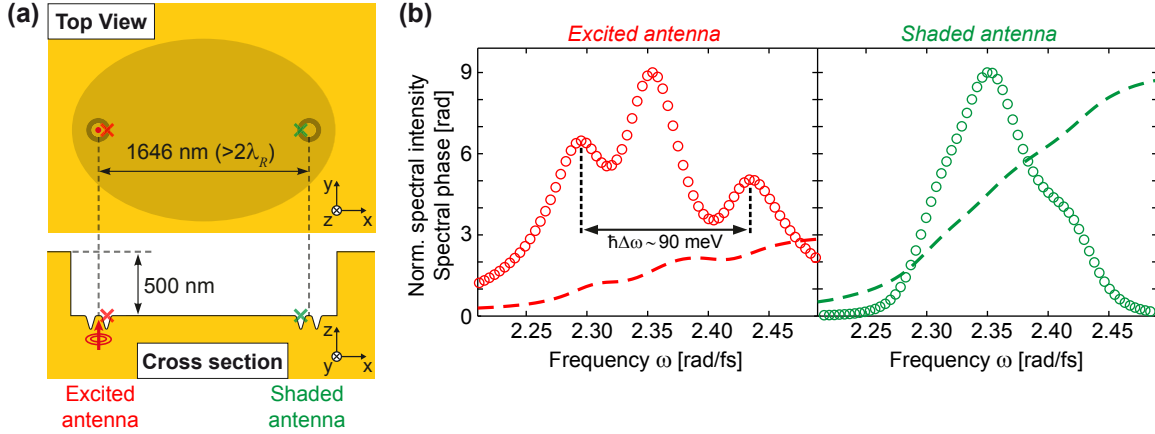 (a)
Top View
1646 nm (>2λ_R)
y
z
x
500 nm
Cross section
z
y
x
Excited
antenna
Shaded
antenna
(b)
Excited antenna
Shaded antenna
Norm. spectral intensity
Spectral phase [rad]
9
6
3
0
ħΔω~90 meV
2.25 2.30 2.35 2.40 2.45
2.25 2.30 2.35 2.40 2.45
Frequency ω [rad/fs]
Frequency ω [rad/fs]